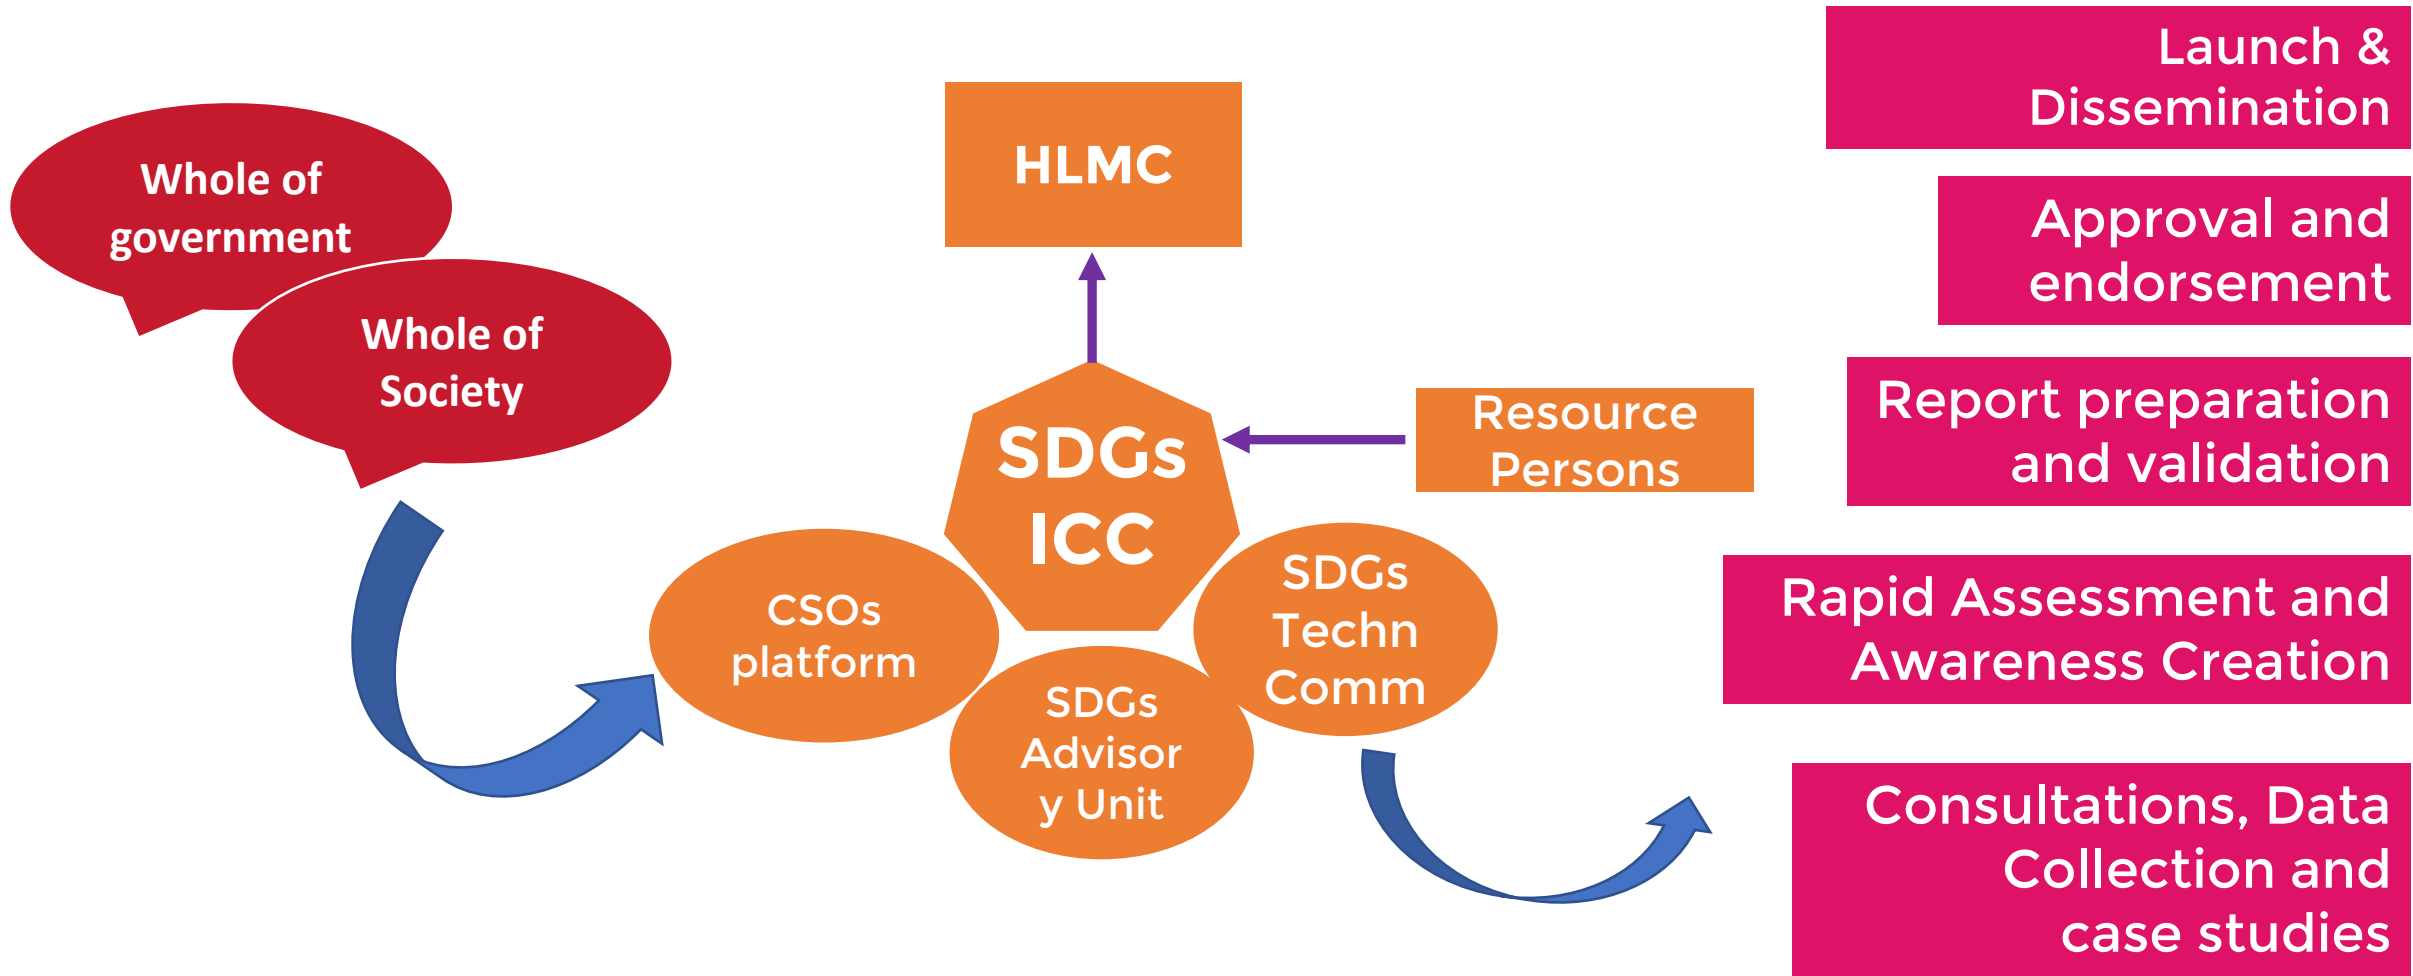 Whole of
government
Whole of
Society
HLMC
SDGs
ICC
Resource
Persons
CSOs
platform
SDGs
Advisor
y Unit
SDGs
Techn
Comm
Launch &
Dissemination
Approval and
endorsement
Report preparation
and validation
Rapid Assessment and
Awareness Creation
Consultations, Data
Collection and
case studies